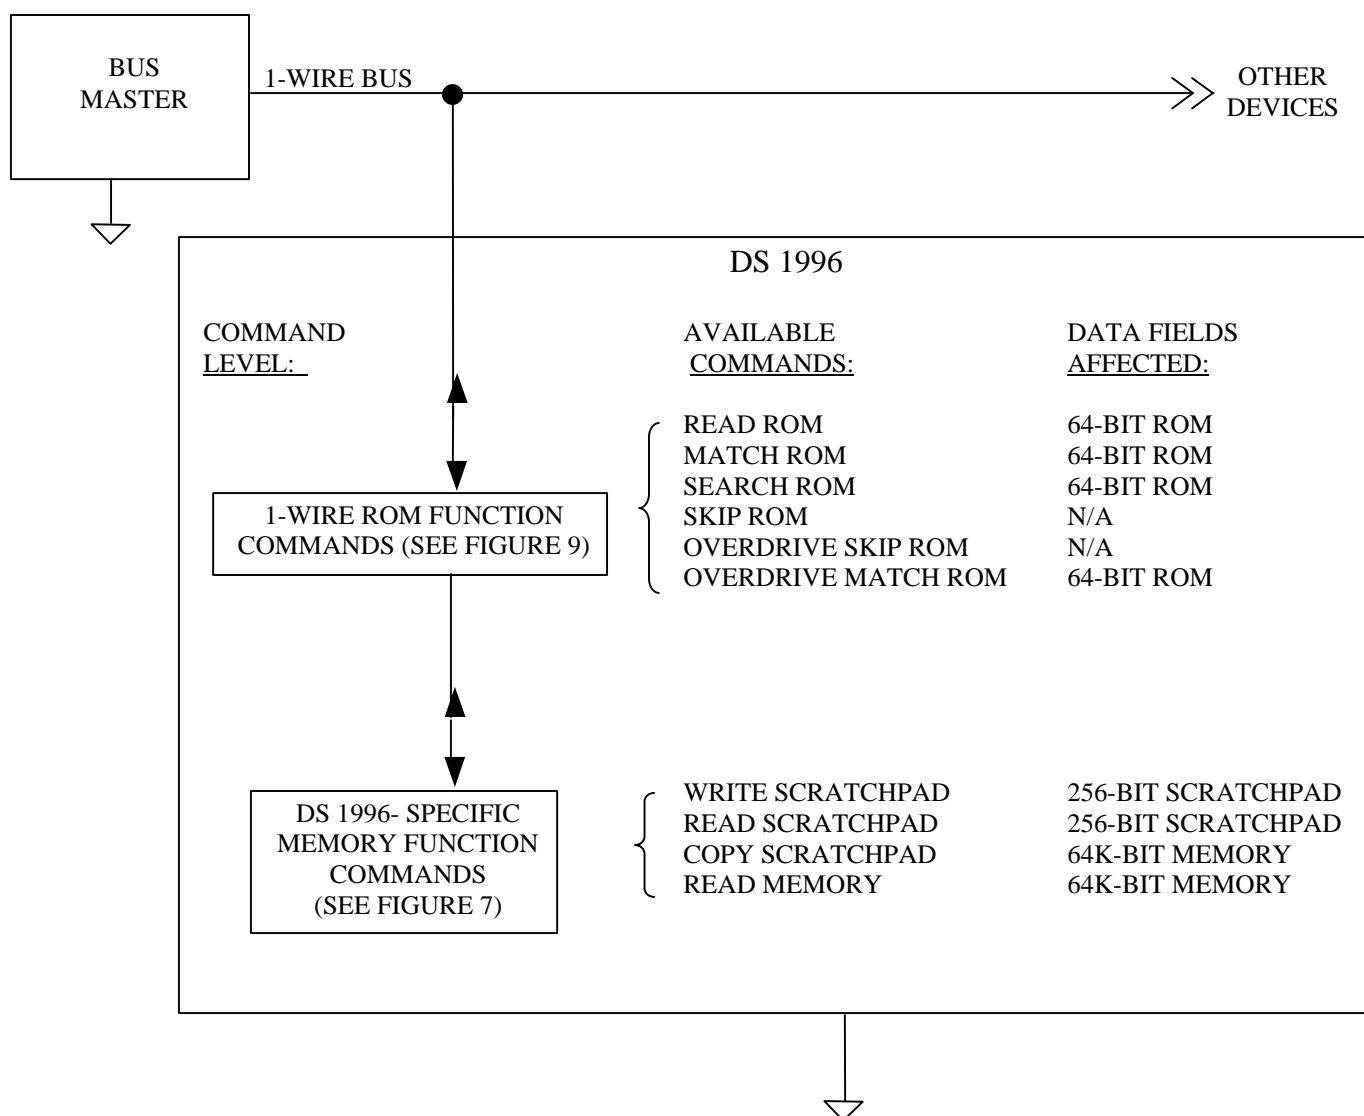 BUS
MASTER
1-WIRE BUS
OTHER
DEVICES
DS 1996
COMMAND
LEVEL:
AVAILABLE
COMMANDS:
DATA FIELDS
AFFECTED:
READ ROM 64-BIT ROM
MATCH ROM 64-BIT ROM
SEARCH ROM 64-BIT ROM
SKIP ROM N/A
OVERDRIVE SKIP ROM N/A
OVERDRIVE MATCH ROM 64-BIT ROM
1-WIRE ROM FUNCTION
COMMANDS (SEE FIGURE 9)
DS 1996- SPECIFIC
MEMORY FUNCTION
COMMANDS
(SEE FIGURE 7)
WRITE SCRATCHPAD 256-BIT SCRATCHPAD
READ SCRATCHPAD 256-BIT SCRATCHPAD
COPY SCRATCHPAD 64K-BIT MEMORY
READ MEMORY 64K-BIT MEMORY